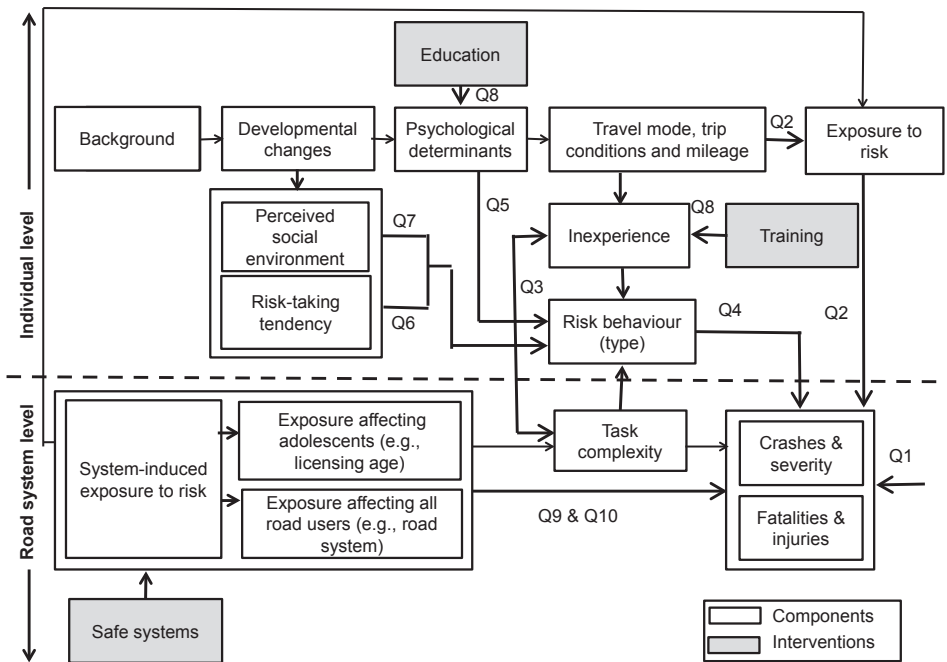 Education
Q8
Background
Developmental
changes
Psychological
determinants
Travel mode, trip
conditions and mileage
Q2
Exposure to
risk
Individual level
Perceived
social
environment
Q7
Risk-taking
tendency
Q6
Q5
Q3
Inexperience
Q8
Training
Risk behaviour
(type)
Q4
Q2
Road system level
System-induced
exposure to risk
Exposure affecting
adolescents (e.g.,
licensing age)
Exposure affecting all
road users (e.g., road
system)
Task
complexity
Q9 & Q10
Crashes &
severity
Fatalities &
injuries
Q1
Safe systems
Components
Interventions